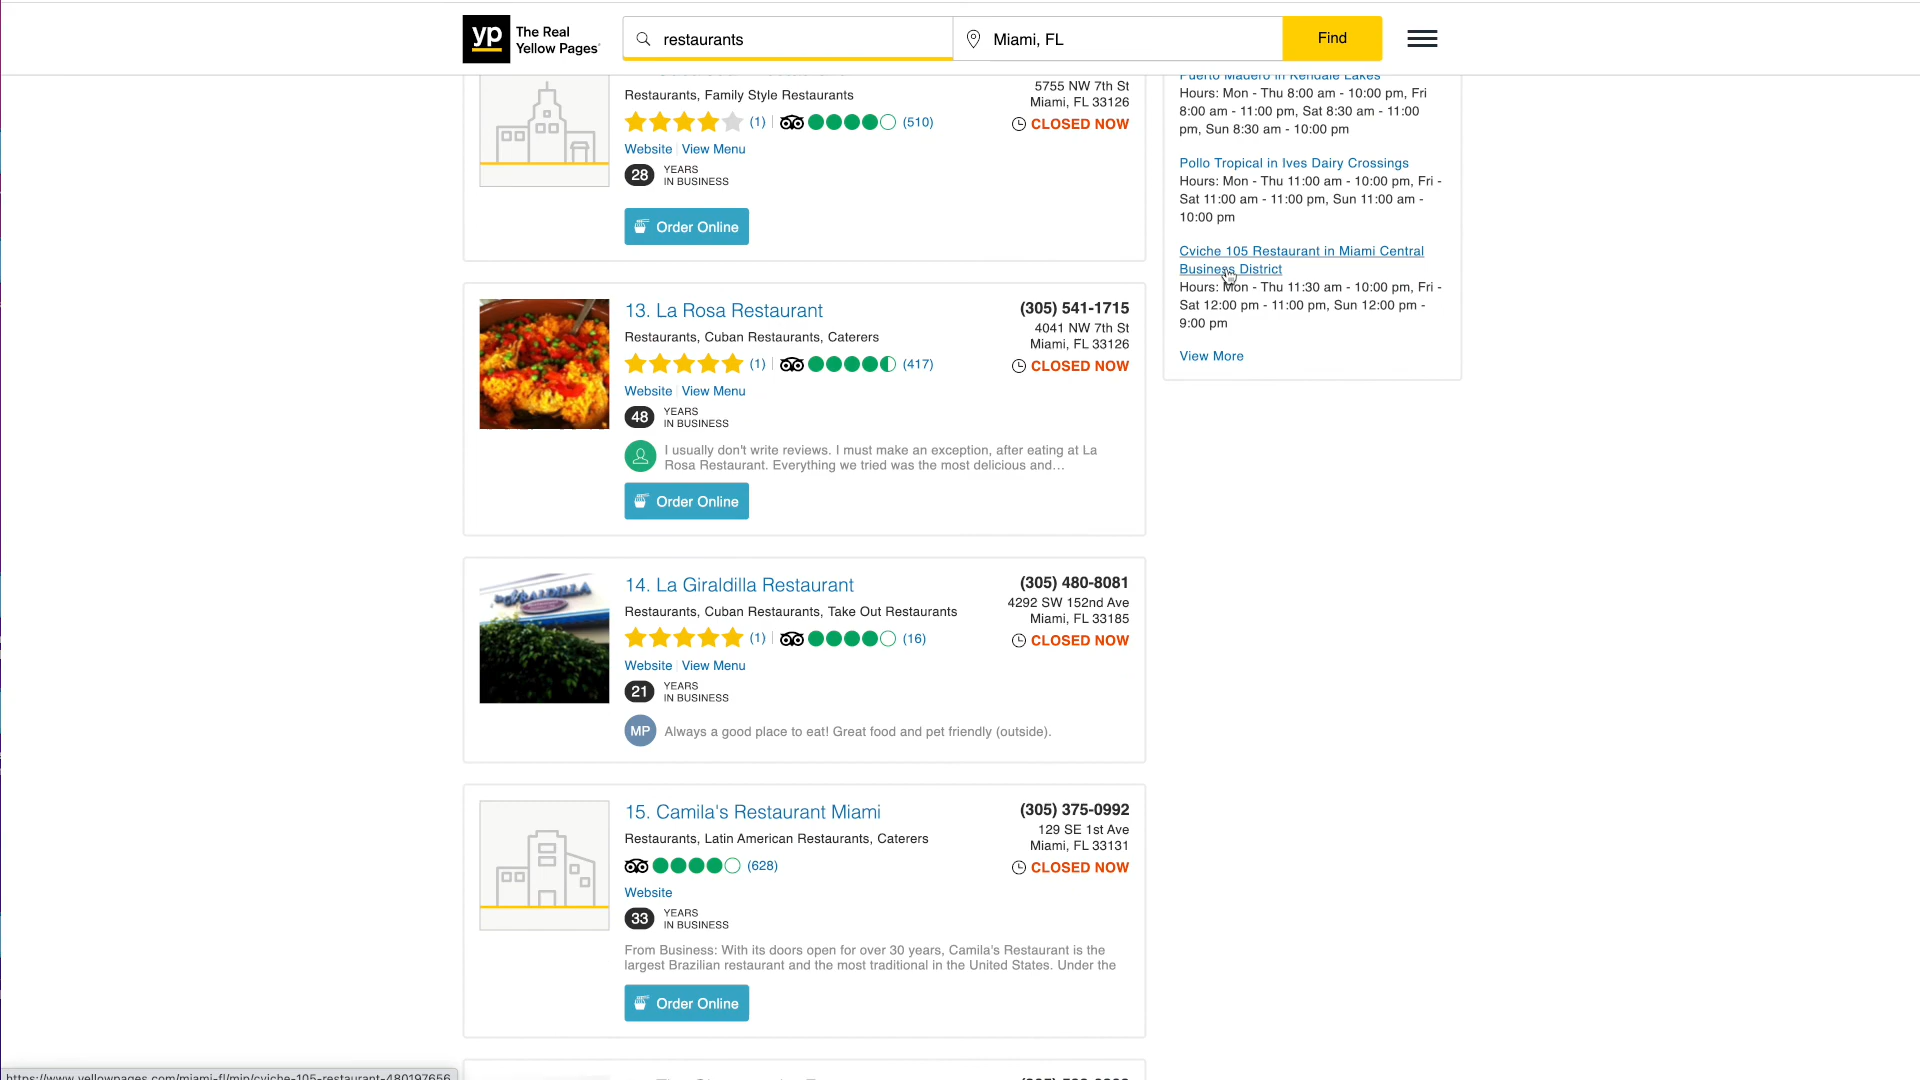 yp The Real
Yellow Pages
restaurants
Miami, FL
Find
Restaurants, Family Style Restaurants
(1)
(510)
Website
View Menu
28 YEARS
IN BUSINESS
Order Online
5755 NW 7th St
Miami, FL 33126
CLOSED NOW
13. La Rosa Restaurant
Restaurants, Cuban Restaurants, Caterers
(1)
(417)
Website
View Menu
48 YEARS
IN BUSINESS
I usually don't write reviews. I must make an exception, after eating at La
Rosa Restaurant. Everything we tried was the most delicious and…
Order Online
(305) 541-1715
4041 NW 7th St
Miami, FL 33126
CLOSED NOW
14. La Giraldilla Restaurant
Restaurants, Cuban Restaurants, Take Out Restaurants
(1)
(16)
Website
View Menu
21 YEARS
IN BUSINESS
MP Always a good place to eat! Great food and pet friendly (outside).
(305) 480-8081
4292 SW 152nd Ave
Miami, FL 33185
CLOSED NOW
15. Camila's Restaurant Miami
Restaurants, Latin American Restaurants, Caterers
(628)
Website
33 YEARS
IN BUSINESS
From Business: With its doors open for over 30 years, Camila's Restaurant is the
largest Brazilian restaurant and the most traditional in the United States. Under the
Order Online
(305) 375-0992
129 SE 1st Ave
Miami, FL 33131
CLOSED NOW
Puerto Madero in Kendale Lakes
Hours: Mon - Thu 8:00 am - 10:00 pm, Fri
8:00 am - 11:00 pm, Sat 8:30 am - 11:00
pm, Sun 8:30 am - 10:00 pm
Pollo Tropical in Ives Dairy Crossings
Hours: Mon - Thu 11:00 am - 10:00 pm, Fri -
Sat 11:00 am - 11:00 pm, Sun 11:00 am -
10:00 pm
Cviche 105 Restaurant in Miami Central
Business District
Hours: Mon - Thu 11:30 am - 10:00 pm, Fri -
Sat 12:00 pm - 11:00 pm, Sun 12:00 pm -
9:00 pm
View More
https://www.yellowpages.com/miami-fl/mip/cviche-105-restaurant-480197656